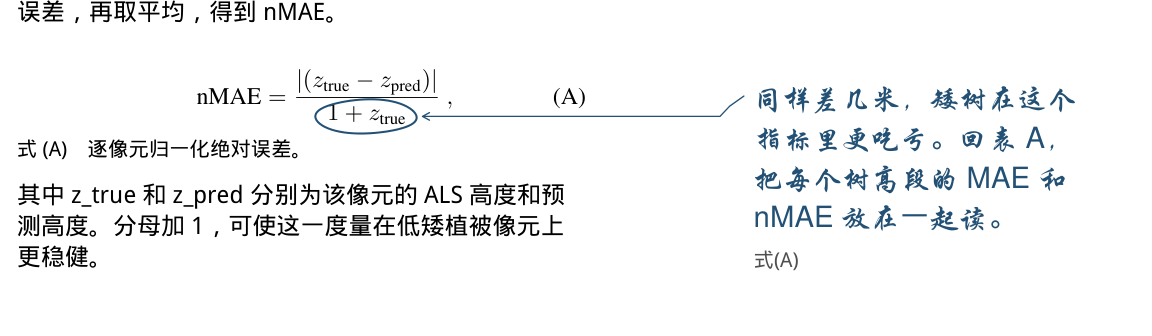 误差，再取平均，得到 nMAE。
nMAE = |(z_true − z_pred)| / 1 + z_true , (A)
式 (A) 逐像元归一化绝对误差。
其中 z_true 和 z_pred 分别为该像元的 ALS 高度和预
测高度。分母加 1，可使这一度量在低矮植被像元上
更稳健。
同样差几米，矮树在这个
指标里更吃亏。回表 A，
把每个树高段的 MAE 和
nMAE 放在一起读。
式(A)